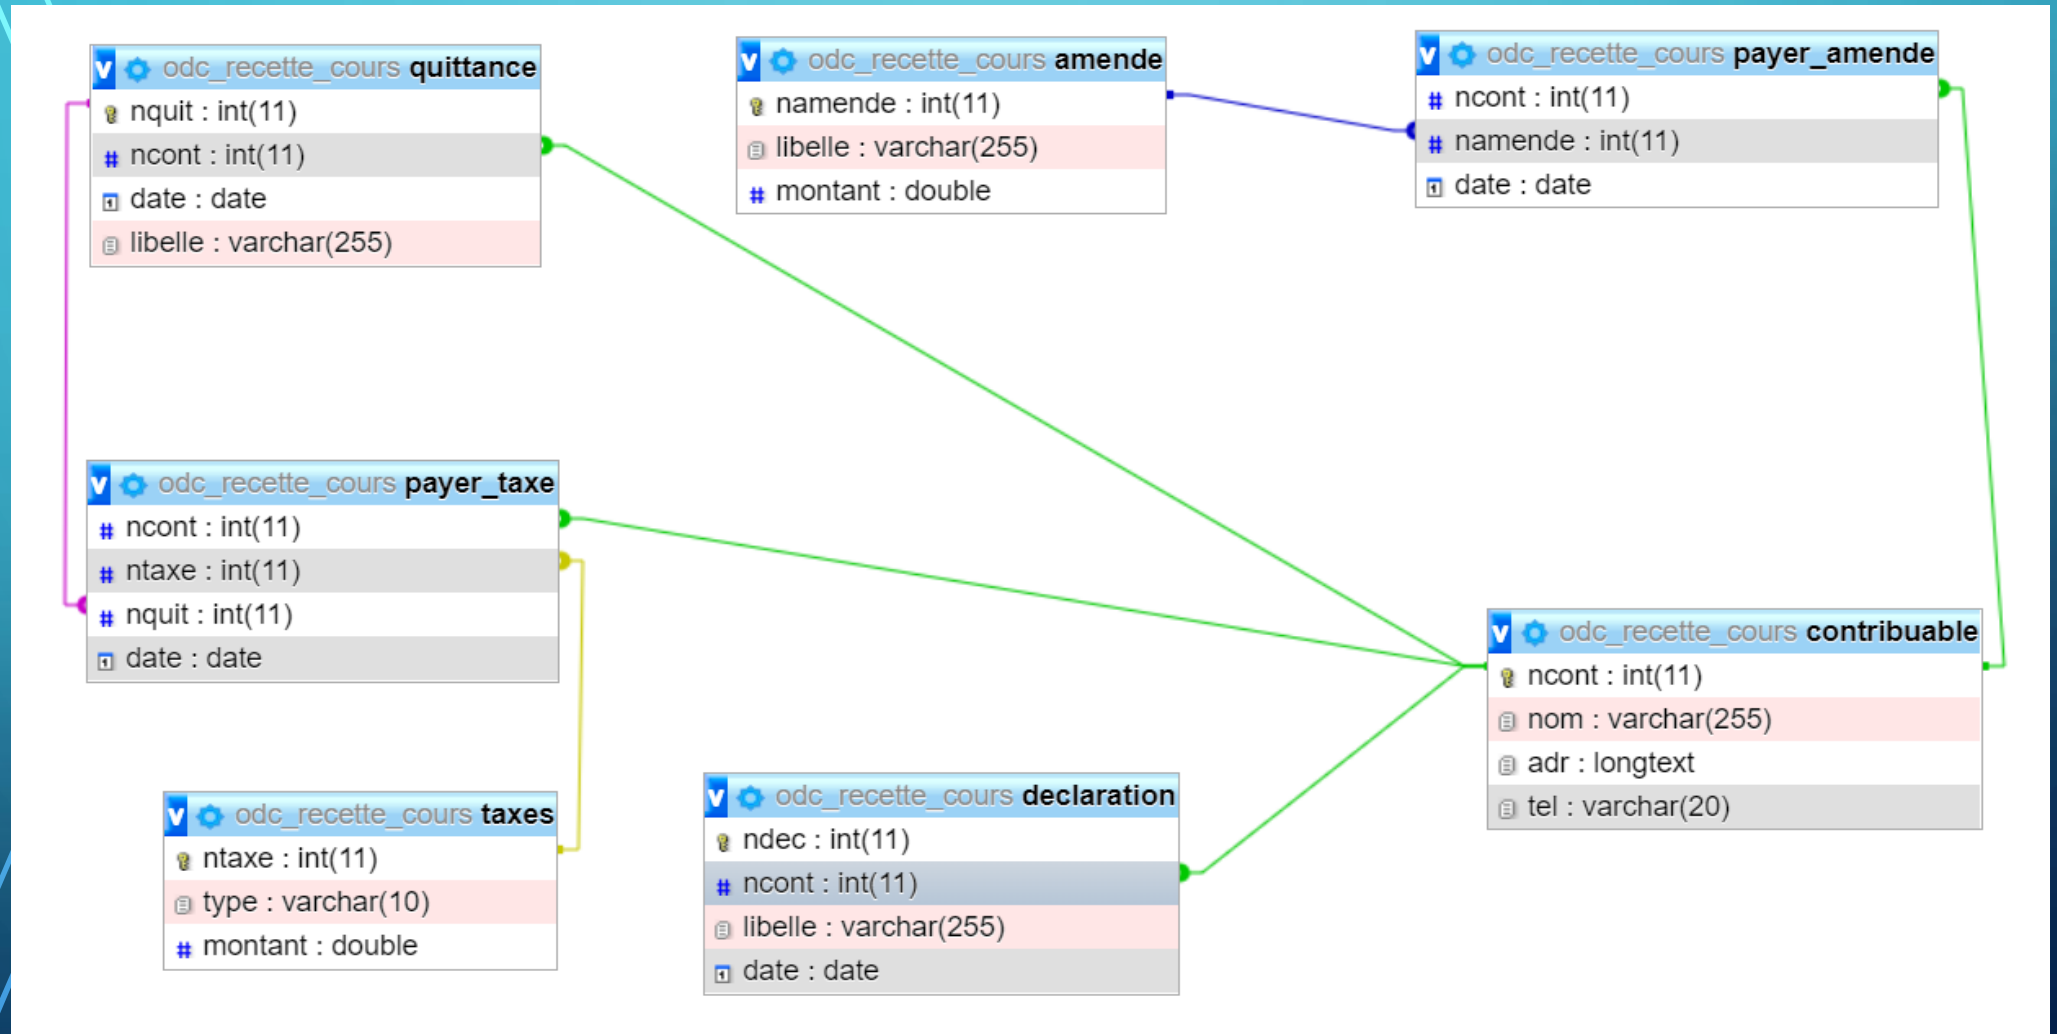 odc_recette_cours quittance
nquit : int(11)
ncont : int(11)
date : date
libelle : varchar(255)
odc_recette_cours amende
namende : int(11)
libelle : varchar(255)
montant : double
odc_recette_cours payer_amende
ncont : int(11)
namende : int(11)
date : date
odc_recette_cours payer_taxe
ncont : int(11)
ntaxe : int(11)
nquit : int(11)
date : date
odc_recette_cours contribuable
ncont : int(11)
nom : varchar(255)
adr : longtext
tel : varchar(20)
odc_recette_cours taxes
ntaxe : int(11)
type : varchar(10)
montant : double
odc_recette_cours declaration
ndec : int(11)
ncont : int(11)
libelle : varchar(255)
date : date